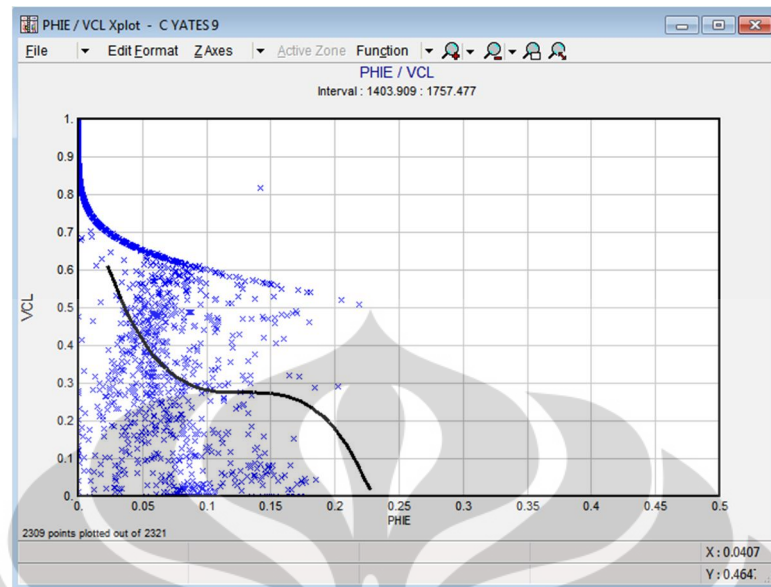 PHIE / VCL Xplot - C YATES 9
File Edit Format Z Axes Active Zone Function
PHIE / VCL
Interval : 1403.909 : 1757.477
1.
0.9
0.8
0.7
0.6
0.5
0.4
0.3
0.2
0.1
0.
VCL
0. 0.05 0.1 0.15 0.2 0.25 0.3 0.35 0.4 0.45 0.5
PHIE
2309 points plotted out of 2321
X : 0.0407
Y : 0.464